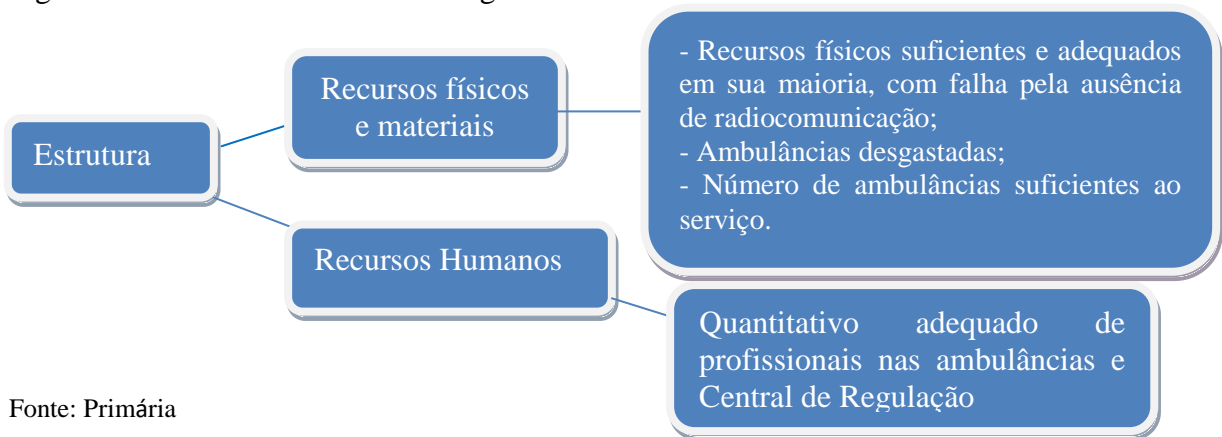 Estrutura
Recursos físicos
e materiais
- Recursos físicos suficientes e adequados
em sua maioria, com falha pela ausência
de radiocomunicação;
- Ambulâncias desgastadas;
- Número de ambulâncias suficientes ao
serviço.
Recursos Humanos
Quantitativo adequado de
profissionais nas ambulâncias e
Central de Regulação
Fonte: Primária